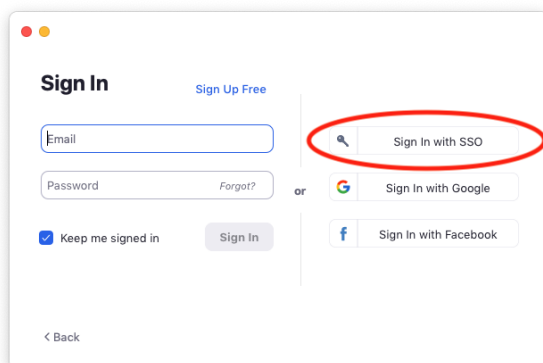 Sign In
Sign Up Free
Email
Password
Forgot?
Keep me signed in
Sign In
or
Sign In with SSO
Sign In with Google
Sign In with Facebook
< Back